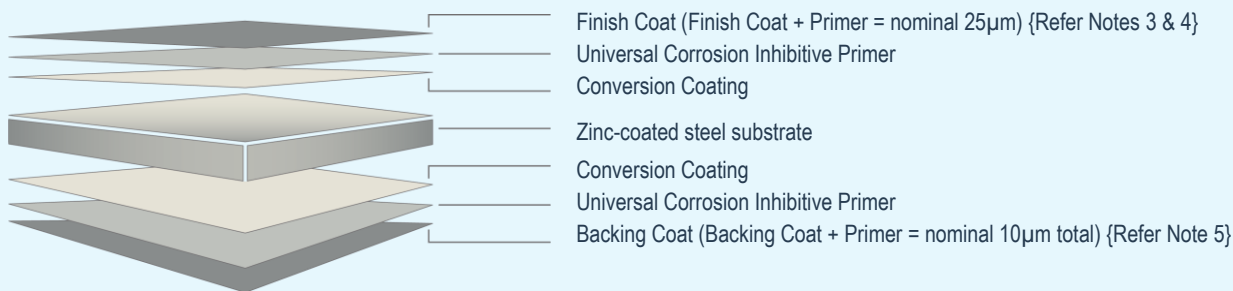 Finish Coat (Finish Coat + Primer = nominal 25µm) {Refer Notes 3 & 4}
Universal Corrosion Inhibitive Primer
Conversion Coating
Zinc-coated steel substrate
Conversion Coating
Universal Corrosion Inhibitive Primer
Backing Coat (Backing Coat + Primer = nominal 10µm total) {Refer Note 5}